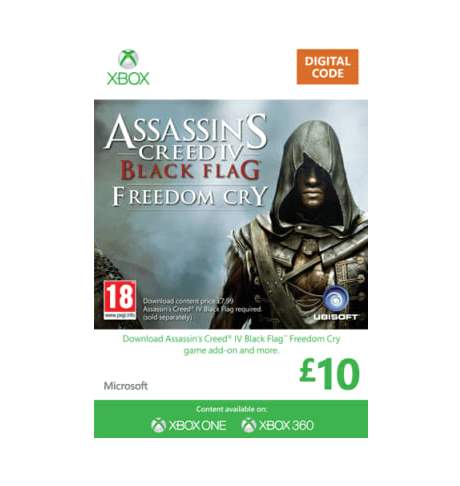 XBOX
DIGITAL
CODE
ASSASSIN'S
CREED IV
BLACK FLAG
FREEDOM CRY
18
www.pegi.info
Download content price £7.99
Assassin's Creed® IV Black Flag required.
(sold separately)
UBISOFT
Download Assassin's Creed® IV Black Flag™ Freedom Cry
game add-on and more.
£10
Microsoft
Content available on:
XBOX ONE XBOX 360